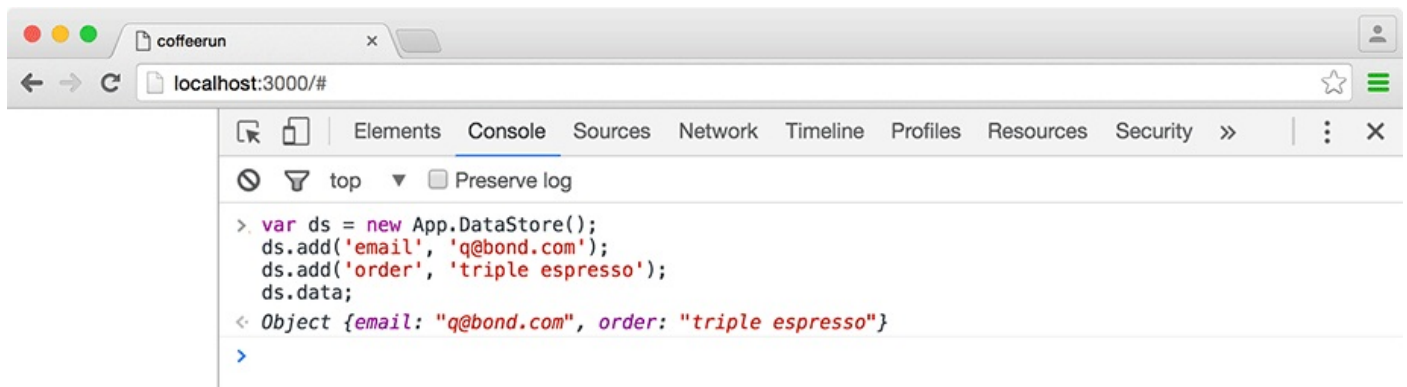 coffeerun
localhost:3000/#
Elements Console Sources Network Timeline Profiles Resources Security »
top Preserve log
> var ds = new App.DataStore();
ds.add('email', 'q@bond.com');
ds.add('order', 'triple espresso');
ds.data;
Object {email: "q@bond.com", order: "triple espresso"}
>